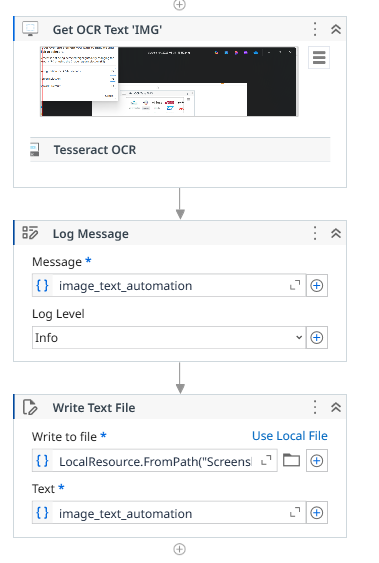 Get OCR Text 'IMG'
Tesseract OCR
Log Message
Message *
{ } image_text_automation
Log Level
Info
Write Text File
Write to file * Use Local File
{ } LocalResource.FromPath("Screens
Text *
{ } image_text_automation